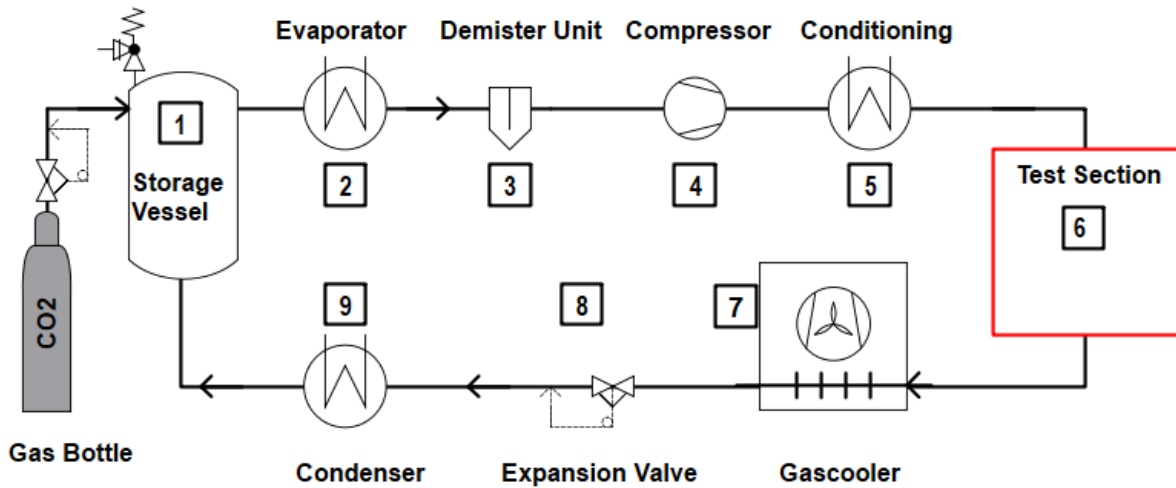 Evaporator
Demister Unit
Compressor
Conditioning
1
Storage
Vessel
2
3
4
5
Test Section
6
CO2
9
8
7
Gas Bottle
Condenser
Expansion Valve
Gascooler